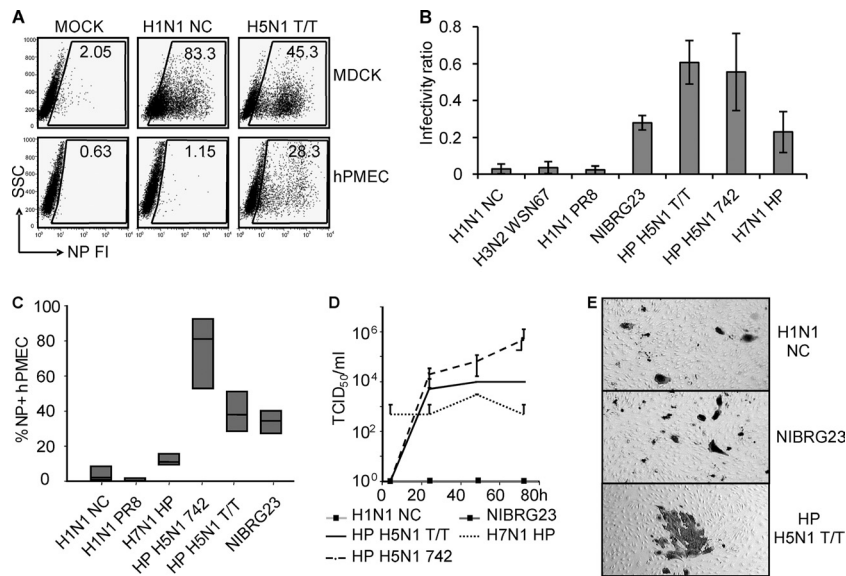 A
MOCK H1N1 NC H5N1 T/T
2.05 83.3 45.3
MDCK
0.63 1.15 28.3
hPMEC
SSC
NP FI
B
Infectivity ratio
0.8
0.6
0.4
0.2
0
H1N1 NC
H3N2 WSN67
H1N1 PR8
NIBRG23
HP H5N1 T/T
HP H5N1 742
H7N1 HP
C
%NP+ hPMEC
100
80
60
40
20
0
H1N1 NC
H1N1 PR8
H7N1 HP
HP H5N1 742
HP H5N1 T/T
NIBRG23
D
TCID50/ml
10^6
10^4
10^2
10^0
0 20 40 60 80h
H1N1 NC NIBRG23
HP H5N1 T/T H7N1 HP
HP H5N1 742
E
H1N1
NC
NIBRG23
HP
H5N1 T/T